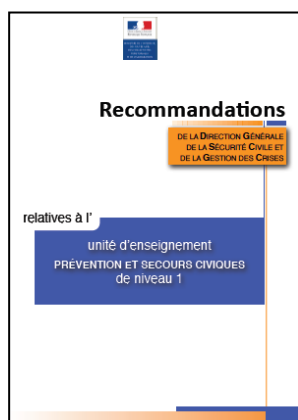 Recommandations
DE LA DIRECTION GÉNÉRALE
DE LA SÉCURITÉ CIVILE ET
DE LA GESTION DES CRISES
relatives à l'
unité d'enseignement
PRÉVENTION ET SECOURS CIVIQUES
de niveau 1